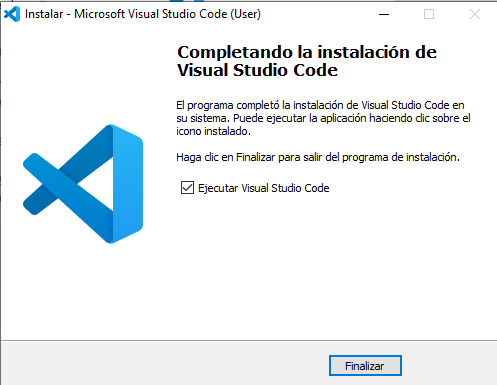 Instalar - Microsoft Visual Studio Code (User)
Completando la instalación de
Visual Studio Code
El programa completó la instalación de Visual Studio Code en
su sistema. Puede ejecutar la aplicación haciendo clic sobre el
icono instalado.
Haga clic en Finalizar para salir del programa de instalación.
Ejecutar Visual Studio Code
Finalizar